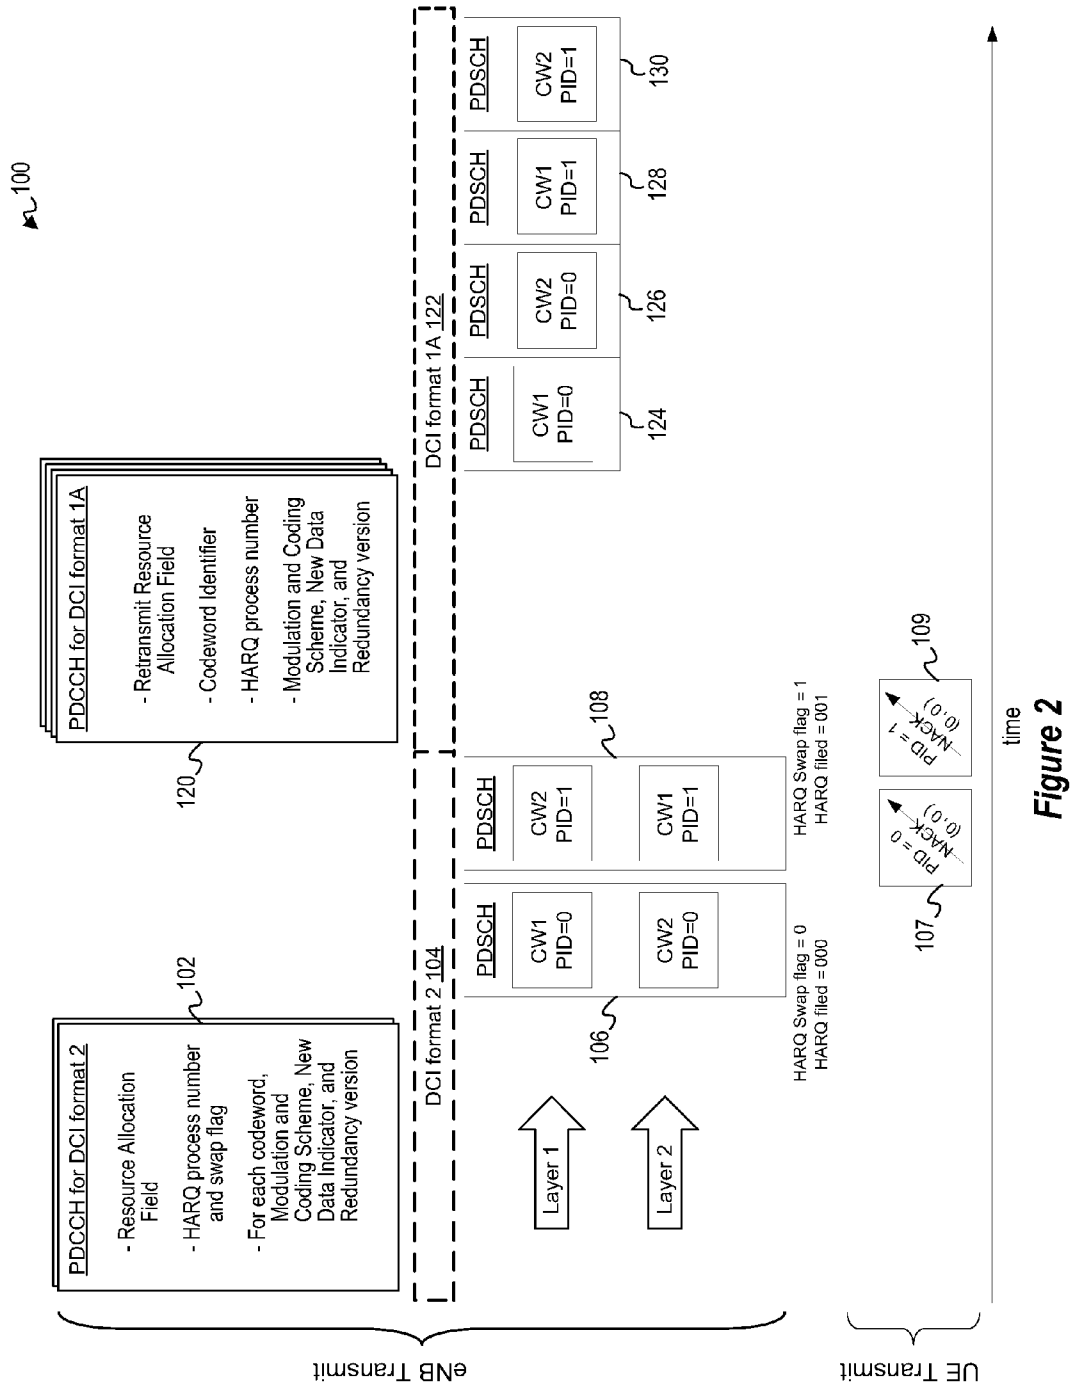 100
PDCCH for DCI format 2
- Resource Allocation
Field
- HARQ process number
and swap flag
- For each codeword,
Modulation and
Coding Scheme, New
Data Indicator, and
Redundancy version
102
PDCCH for DCI format 1A
- Retransmit Resource
Allocation Field
- Codeword Identifier
- HARQ process number
- Modulation and Coding
Scheme, New Data
Indicator, and
Redundancy version
120
eNB Transmit
DCI format 2 104
DCI format 1A 122
Layer 1
Layer 2
PDSCH
CW1
PID=0
CW2
PID=0
106
HARQ Swap flag = 0
HARQ filed = 000
PDSCH
CW2
PID=1
CW1
PID=1
108
HARQ Swap flag = 1
HARQ filed = 001
PDSCH
CW1
PID=0
124
PDSCH
CW2
PID=0
126
PDSCH
CW1
PID=1
128
PDSCH
CW2
PID=1
130
UE Transmit
PID = 0
NACK
(0,0)
107
PID = 1
NACK
(0,0)
109
time
Figure 2